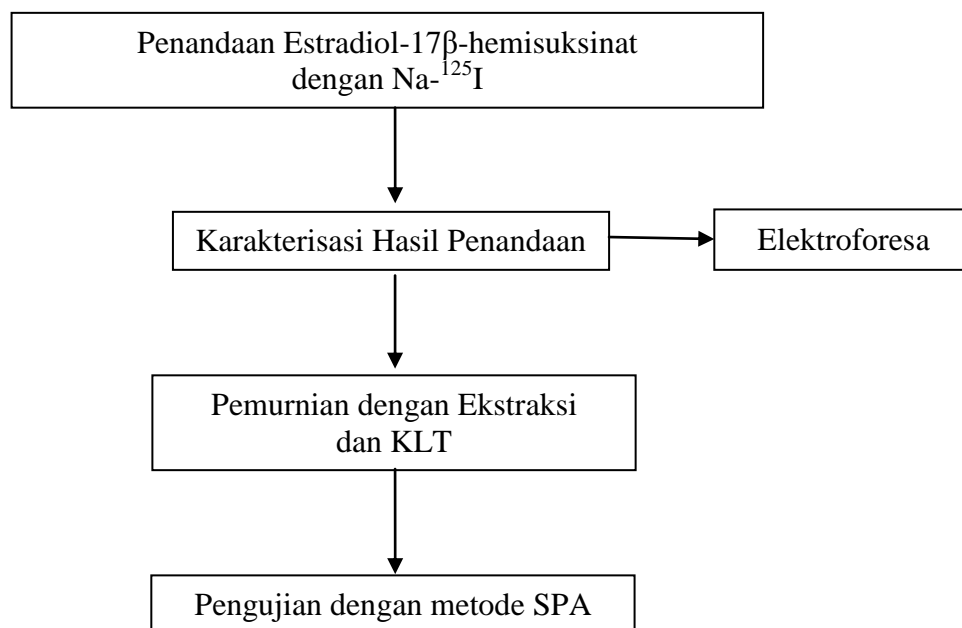 Penandaan Estradiol-17β-hemisuksinat
dengan Na-¹²⁵I
Karakterisasi Hasil Penandaan
Elektroforesa
Pemurnian dengan Ekstraksi
dan KLT
Pengujian dengan metode SPA